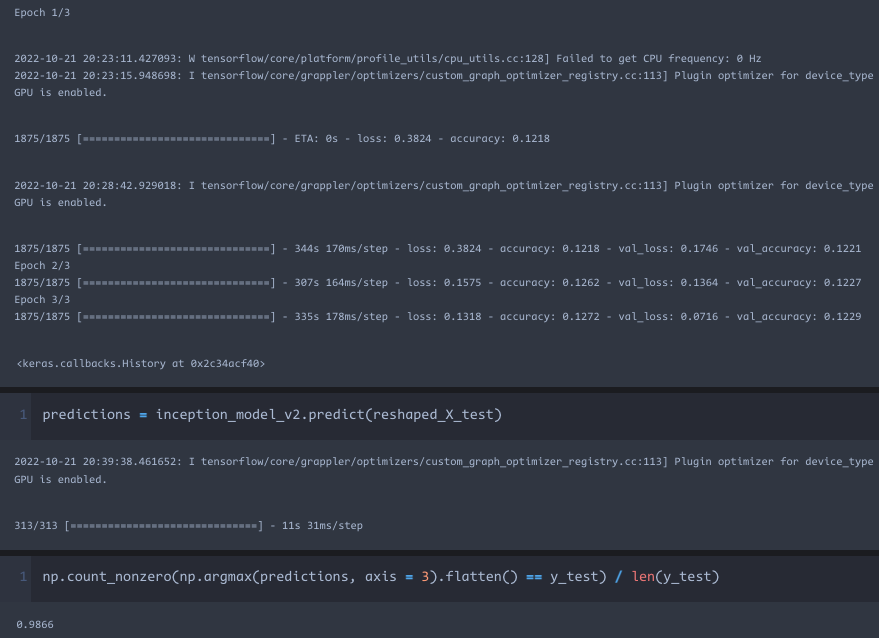 Epoch 1/3
2022-10-21 20:23:11.427093: W tensorflow/core/platform/profile_utils/cpu_utils.cc:128] Failed to get CPU frequency: 0 Hz
2022-10-21 20:23:15.948698: I tensorflow/core/grappler/optimizers/custom_graph_optimizer_registry.cc:113] Plugin optimizer for device_type
GPU is enabled.
1875/1875 [==============================] - ETA: 0s - loss: 0.3824 - accuracy: 0.1218
2022-10-21 20:28:42.929018: I tensorflow/core/grappler/optimizers/custom_graph_optimizer_registry.cc:113] Plugin optimizer for device_type
GPU is enabled.
1875/1875 [==============================] - 344s 170ms/step - loss: 0.3824 - accuracy: 0.1218 - val_loss: 0.1746 - val_accuracy: 0.1221
Epoch 2/3
1875/1875 [==============================] - 307s 164ms/step - loss: 0.1575 - accuracy: 0.1262 - val_loss: 0.1364 - val_accuracy: 0.1227
Epoch 3/3
1875/1875 [==============================] - 335s 178ms/step - loss: 0.1318 - accuracy: 0.1272 - val_loss: 0.0716 - val_accuracy: 0.1229
<keras.callbacks.History at 0x2c34acf40>
1 predictions = inception_model_v2.predict(reshaped_X_test)
2022-10-21 20:39:38.461652: I tensorflow/core/grappler/optimizers/custom_graph_optimizer_registry.cc:113] Plugin optimizer for device_type
GPU is enabled.
313/313 [==============================] - 11s 31ms/step
1 np.count_nonzero(np.argmax(predictions, axis = 3).flatten() == y_test) / len(y_test)
0.9866